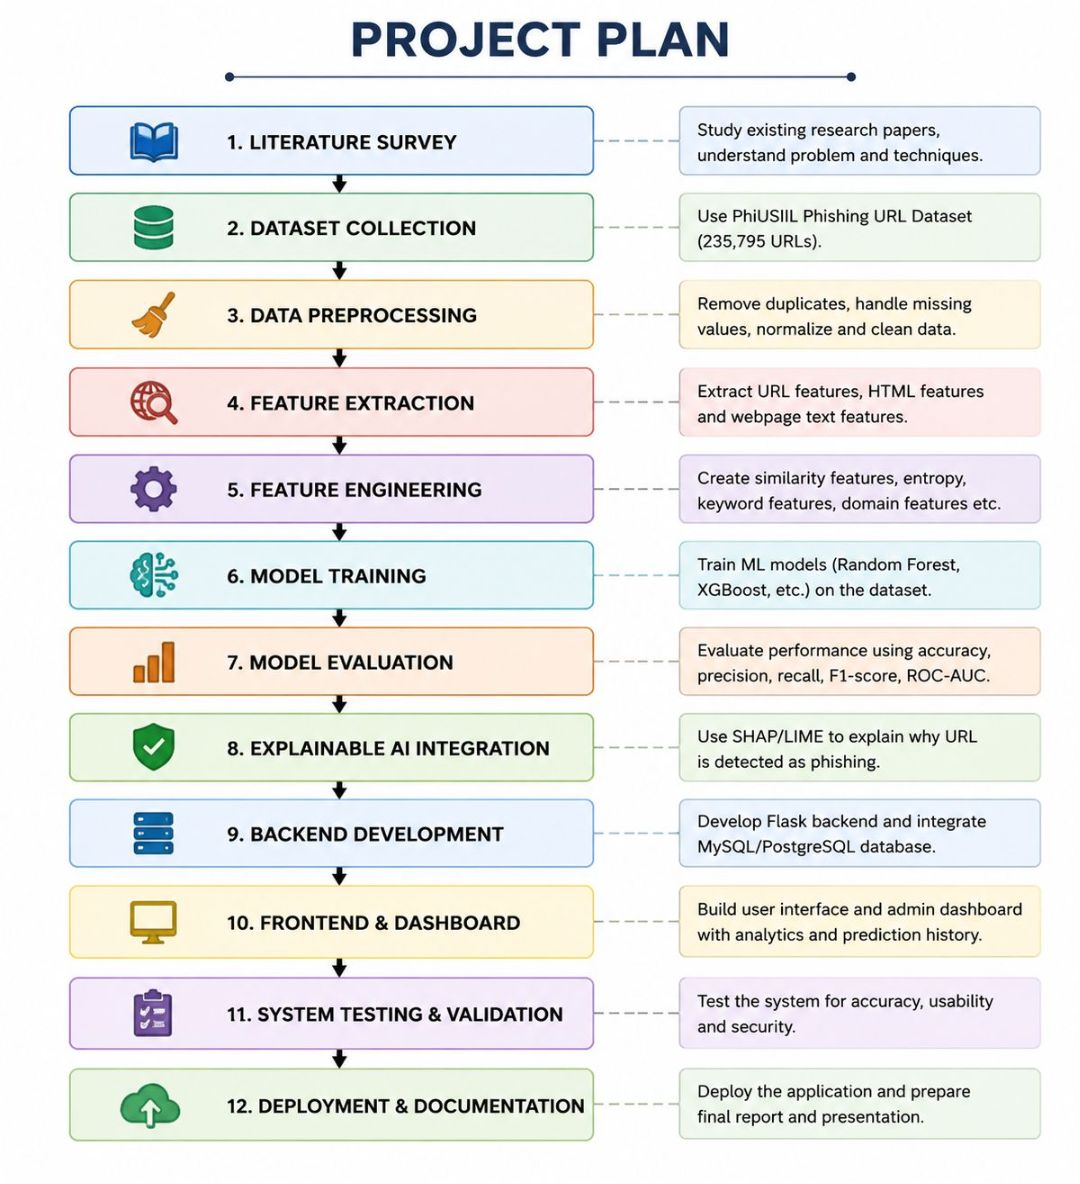 PROJECT PLAN
1. LITERATURE SURVEY
Study existing research papers,
understand problem and techniques.
2. DATASET COLLECTION
Use PhiUSIIL Phishing URL Dataset
(235,795 URLs).
3. DATA PREPROCESSING
Remove duplicates, handle missing
values, normalize and clean data.
4. FEATURE EXTRACTION
Extract URL features, HTML features
and webpage text features.
5. FEATURE ENGINEERING
Create similarity features, entropy,
keyword features, domain features etc.
6. MODEL TRAINING
Train ML models (Random Forest,
XGBoost, etc.) on the dataset.
7. MODEL EVALUATION
Evaluate performance using accuracy,
precision, recall, F1-score, ROC-AUC.
8. EXPLAINABLE AI INTEGRATION
Use SHAP/LIME to explain why URL
is detected as phishing.
9. BACKEND DEVELOPMENT
Develop Flask backend and integrate
MySQL/PostgreSQL database.
10. FRONTEND & DASHBOARD
Build user interface and admin dashboard
with analytics and prediction history.
11. SYSTEM TESTING & VALIDATION
Test the system for accuracy, usability
and security.
12. DEPLOYMENT & DOCUMENTATION
Deploy the application and prepare
final report and presentation.